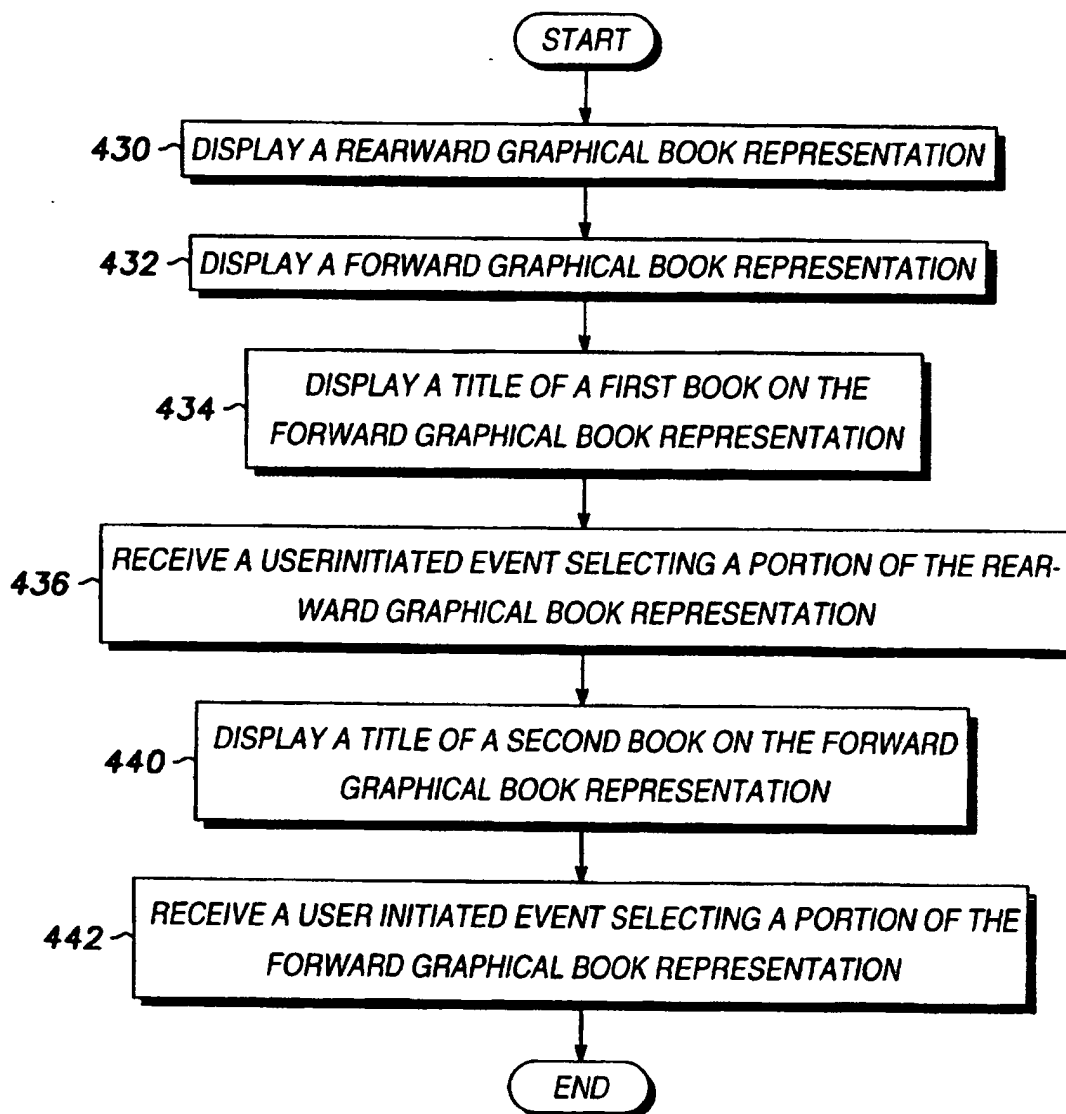 START
430 DISPLAY A REARWARD GRAPHICAL BOOK REPRESENTATION
432 DISPLAY A FORWARD GRAPHICAL BOOK REPRESENTATION
434 DISPLAY A TITLE OF A FIRST BOOK ON THE
FORWARD GRAPHICAL BOOK REPRESENTATION
436 RECEIVE A USERINITIATED EVENT SELECTING A PORTION OF THE REAR-
WARD GRAPHICAL BOOK REPRESENTATION
440 DISPLAY A TITLE OF A SECOND BOOK ON THE FORWARD
GRAPHICAL BOOK REPRESENTATION
442 RECEIVE A USER INITIATED EVENT SELECTING A PORTION OF THE
FORWARD GRAPHICAL BOOK REPRESENTATION
END